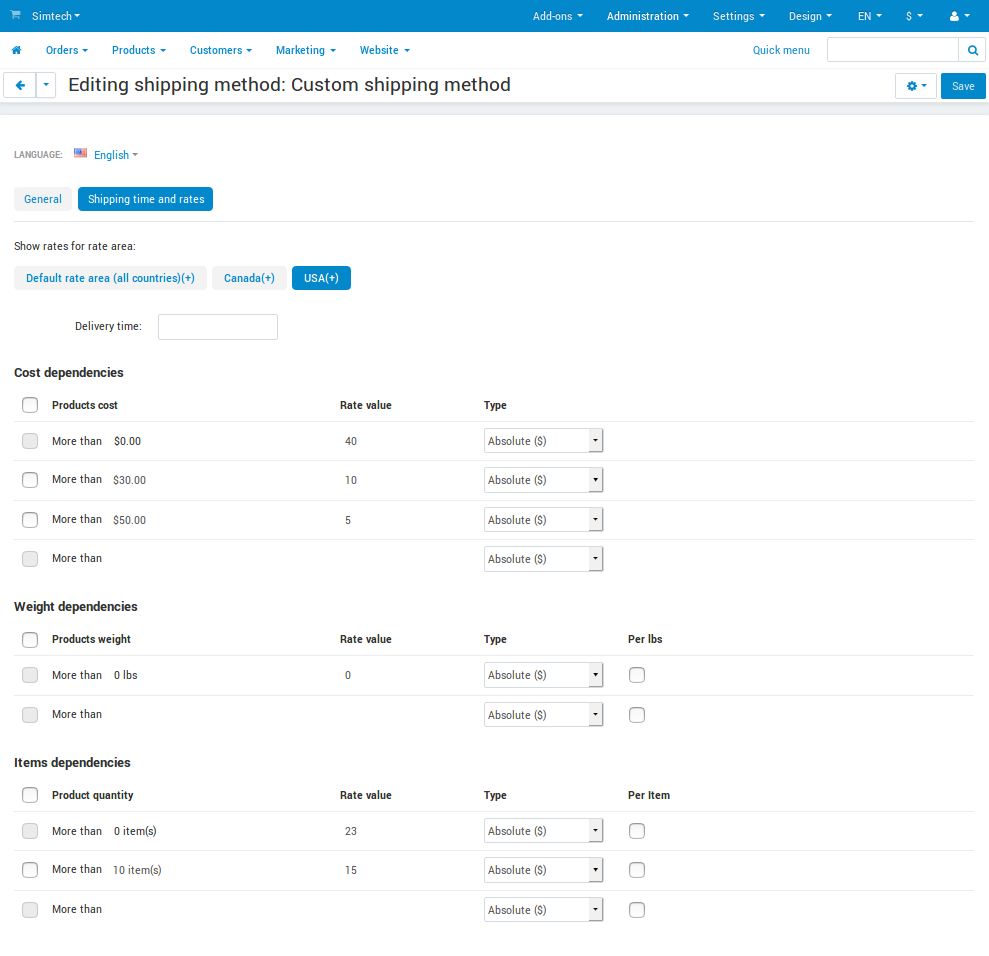 Simtech Add-ons Administration Settings Design EN $
Orders Products Customers Marketing Website Quick menu
Editing shipping method: Custom shipping method Save
LANGUAGE: English
General Shipping time and rates
Show rates for rate area:
Default rate area (all countries)(+) Canada(+) USA(+)
Delivery time:
Cost dependencies
Products cost Rate value Type
More than $0.00 40 Absolute ($)
More than $30.00 10 Absolute ($)
More than $50.00 5 Absolute ($)
More than Absolute ($)
Weight dependencies
Products weight Rate value Type Per lbs
More than 0 lbs 0 Absolute ($)
More than Absolute ($)
Items dependencies
Product quantity Rate value Type Per Item
More than 0 item(s) 23 Absolute ($)
More than 10 item(s) 15 Absolute ($)
More than Absolute ($)